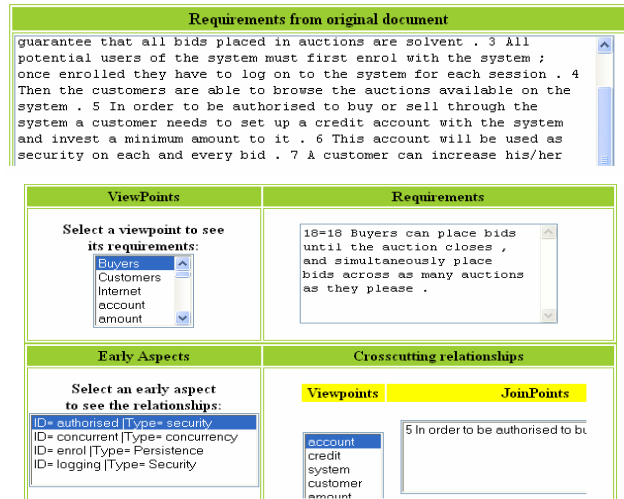 Requirements from original document
guarantee that all bids placed in auctions are solvent . 3 All
potential users of the system must first enrol with the system ;
once enrolled they have to log on to the system for each session . 4
Then the customers are able to browse the auctions available on the
system . 5 In order to be authorised to buy or sell through the
system a customer needs to set up a credit account with the system
and invest a minimum amount to it . 6 This account will be used as
security on each and every bid . 7 A customer can increase his/her
ViewPoints
Select a viewpoint to see
its requirements:
Buyers
Customers
Internet
account
amount
Requirements
18=18 Buyers can place bids
until the auction closes ,
and simultaneously place
bids across as many auctions
as they please .
Early Aspects
Select an early aspect
to see the relationships:
ID= authorised |Type= security
ID= concurrent |Type= concurrency
ID= enrol |Type= Persistence
ID= logging |Type= Security
Crosscutting relationships
Viewpoints
JoinPoints
account
credit
system
customer
amount
5 In order to be authorised to bu